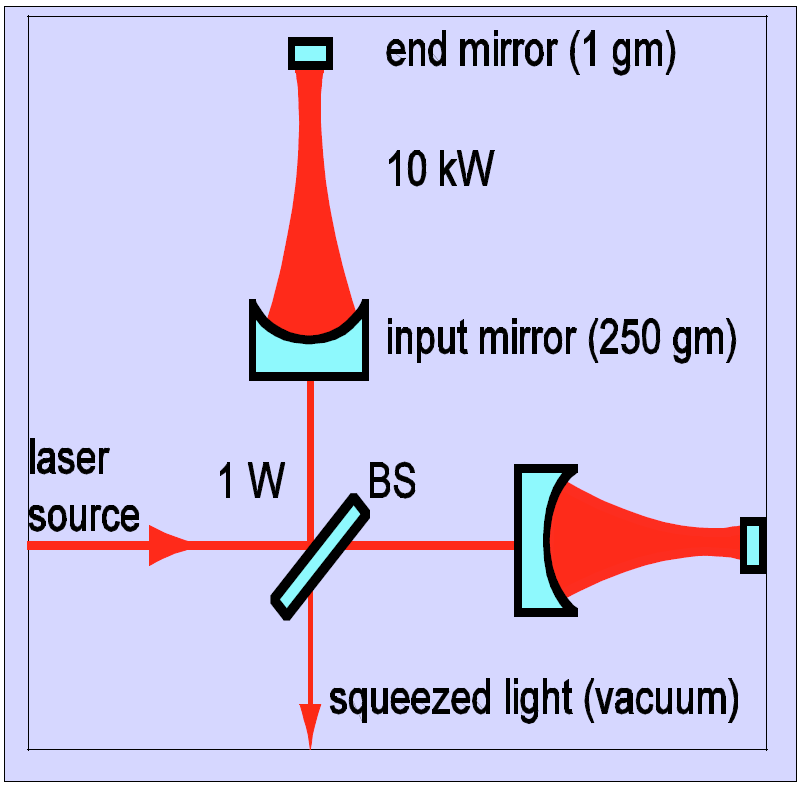 end mirror (1 gm)
10 kW
input mirror (250 gm)
laser
source
1 W
BS
squeezed light (vacuum)